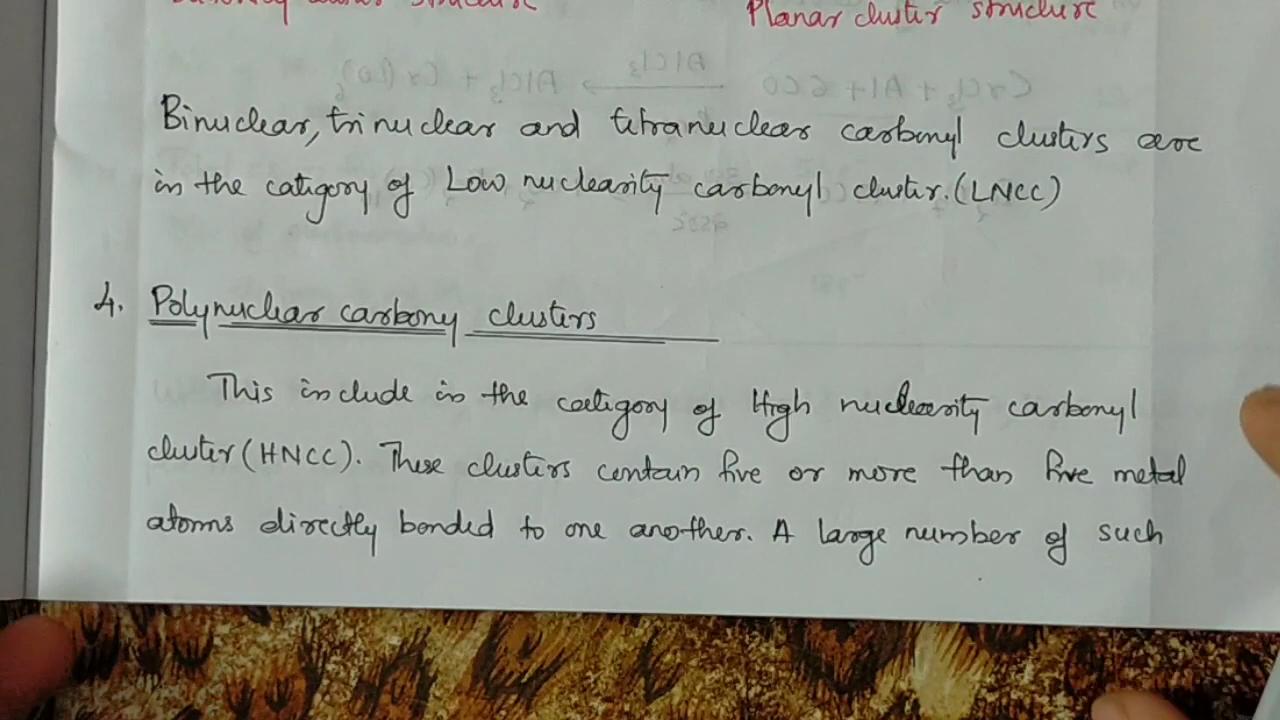 structure
Planar cluster structure
Binuclear, trinuclear and tetranuclear carbonyl clusters are
in the category of Low nuclearity carbonyl cluster. (LNCC)
4. Polynuclear carbony clusters
This include in the category of High nuclearity carbonyl
cluster (HNCC). These clusters contain five or more than five metal
atoms directly bonded to one another. A large number of such